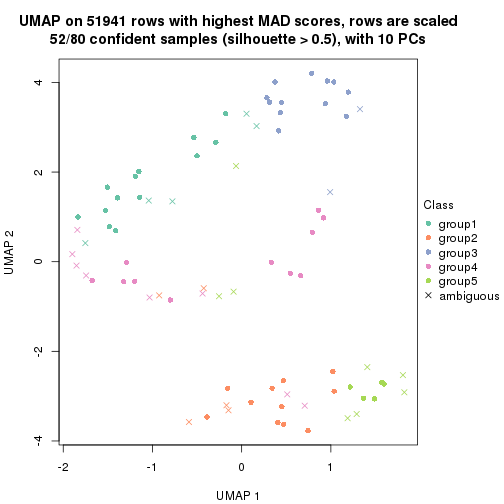 UMAP on 51941 rows with highest MAD scores, rows are scaled
52/80 confident samples (silhouette > 0.5), with 10 PCs
4
2
0
-2
-4
UMAP 2
-2
-1
0
1
UMAP 1
Class
group1
group2
group3
group4
group5
ambiguous